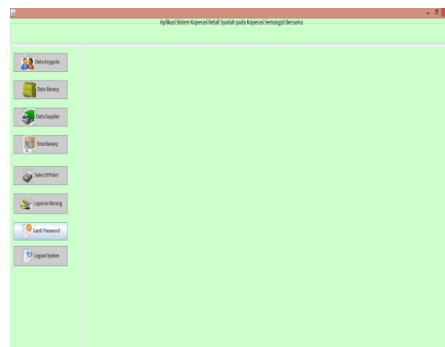 Aplikasi Sistem Koperasi Retail Syariah pada Koperasi Semangat Bersama
Data Anggota
Data Barang
Data Supplier
Stok Barang
Sales Of Point
Laporan Barang
Ganti Password
Logout System